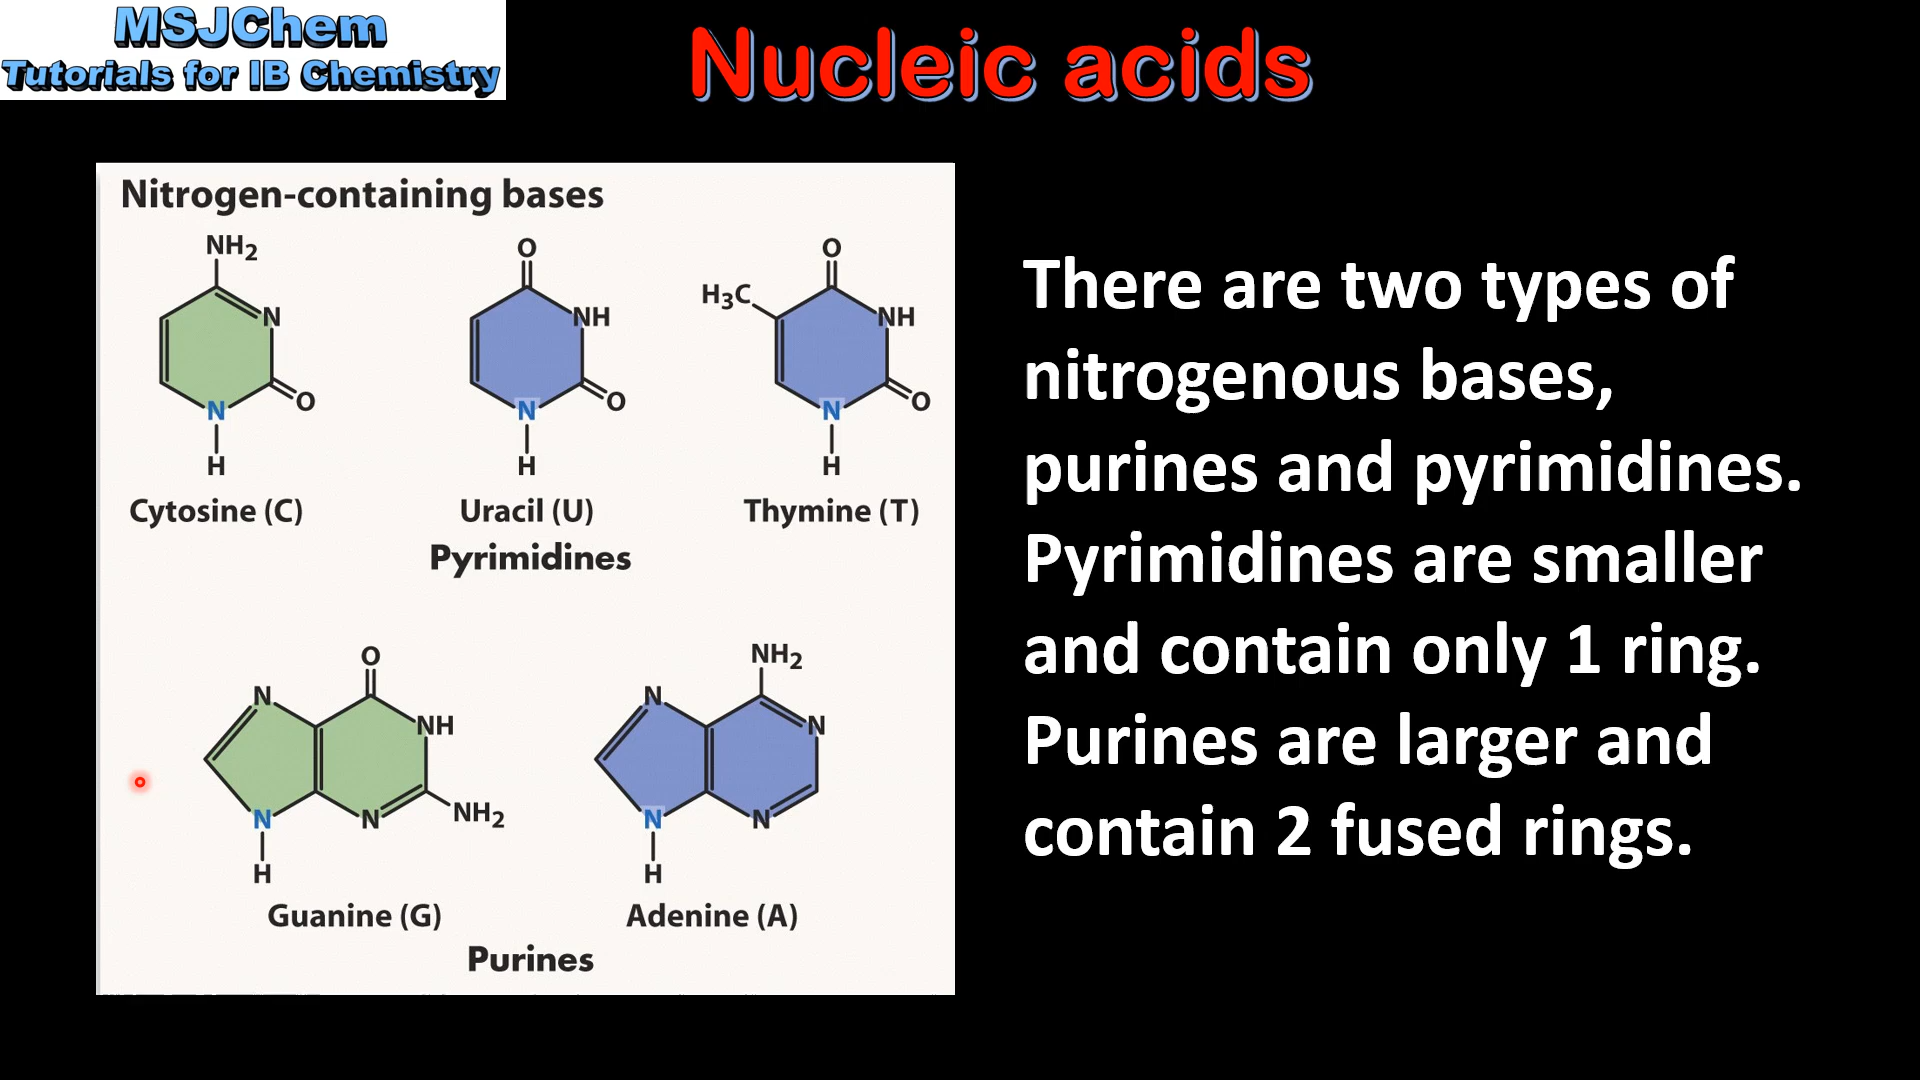 MSJChem
Tutorials for IB Chemistry
Nucleic acids
Nitrogen-containing bases
NH2
N
O
N
H
Cytosine (C)
O
NH
O
N
H
Uracil (U)
O
H3C
NH
O
N
H
Thymine (T)
Pyrimidines
O
N
NH
N
N
NH2
H
Guanine (G)
NH2
N
N
N
N
H
Adenine (A)
Purines
There are two types of
nitrogenous bases,
purines and pyrimidines.
Pyrimidines are smaller
and contain only 1 ring.
Purines are larger and
contain 2 fused rings.